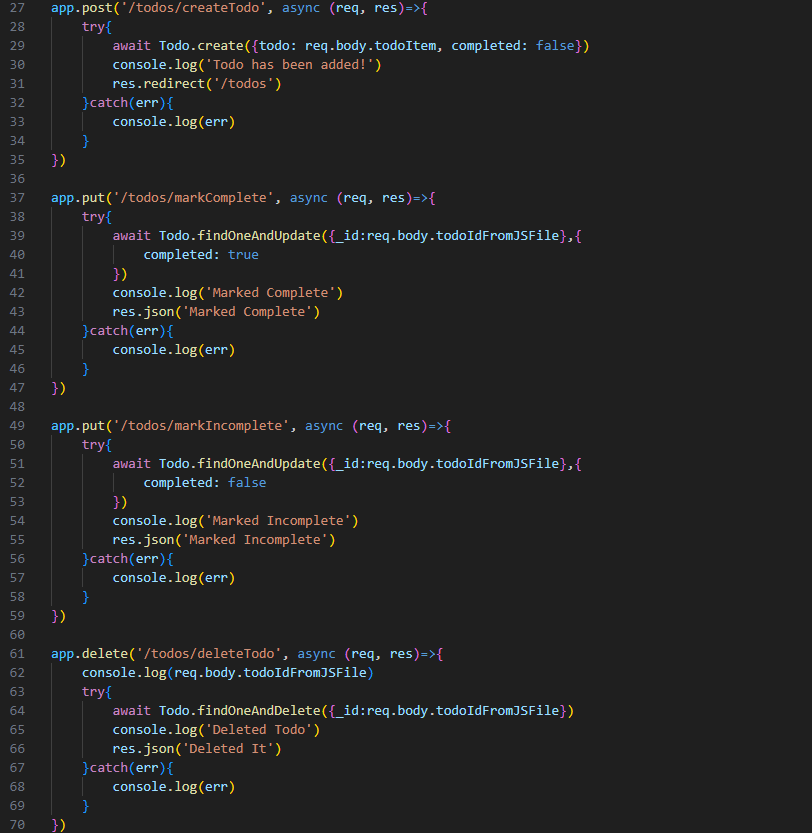 27 app.post('/todos/createTodo', async (req, res)=>{
28     try{
29         await Todo.create({todo: req.body.todoItem, completed: false})
30         console.log('Todo has been added!')
31         res.redirect('/todos')
32     }catch(err){
33         console.log(err)
34     }
35 })
36
37 app.put('/todos/markComplete', async (req, res)=>{
38     try{
39         await Todo.findOneAndUpdate({_id:req.body.todoIdFromJSFile},{
40             completed: true
41         })
42         console.log('Marked Complete')
43         res.json('Marked Complete')
44     }catch(err){
45         console.log(err)
46     }
47 })
48
49 app.put('/todos/markIncomplete', async (req, res)=>{
50     try{
51         await Todo.findOneAndUpdate({_id:req.body.todoIdFromJSFile},{
52             completed: false
53         })
54         console.log('Marked Incomplete')
55         res.json('Marked Incomplete')
56     }catch(err){
57         console.log(err)
58     }
59 })
60
61 app.delete('/todos/deleteTodo', async (req, res)=>{
62     console.log(req.body.todoIdFromJSFile)
63     try{
64         await Todo.findOneAndDelete({_id:req.body.todoIdFromJSFile})
65         console.log('Deleted Todo')
66         res.json('Deleted It')
67     }catch(err){
68         console.log(err)
69     }
70 })